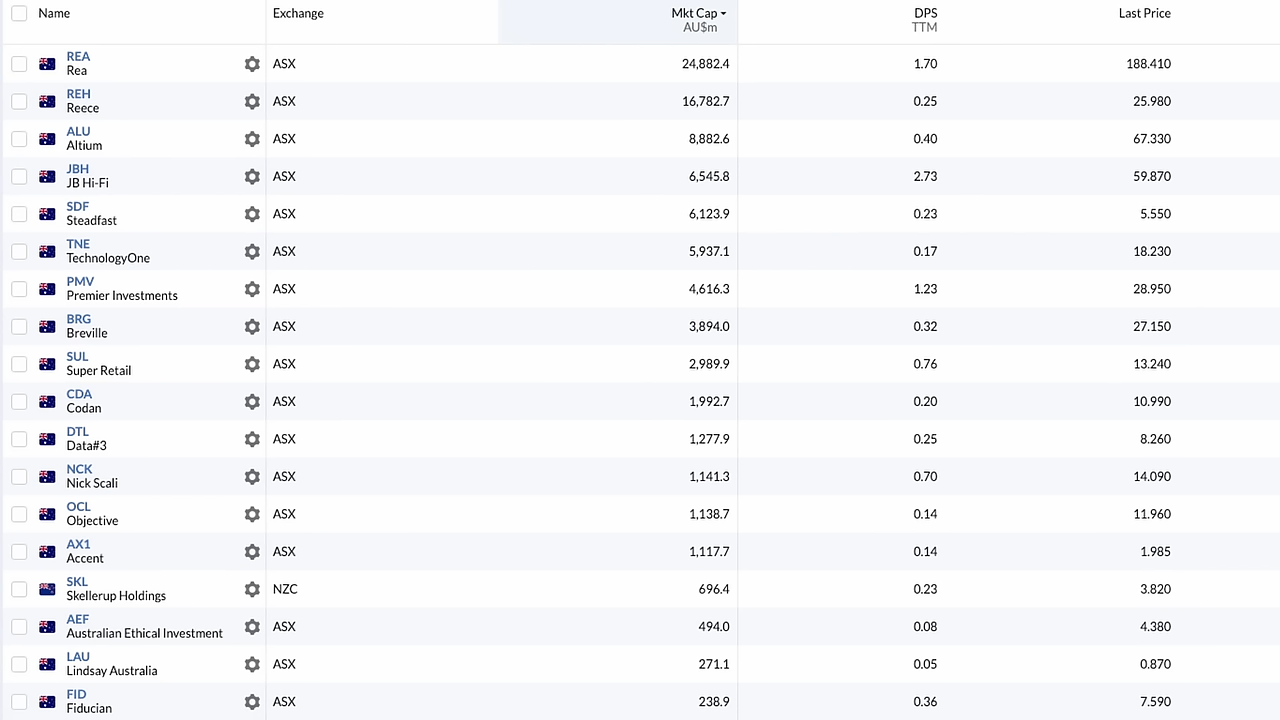 Name Exchange Mkt Cap DPS Last Price
AU$m TTM
REA
Rea ASX 24,882.4 1.70 188.410
REH
Reece ASX 16,782.7 0.25 25.980
ALU
Altium ASX 8,882.6 0.40 67.330
JBH
JB Hi-Fi ASX 6,545.8 2.73 59.870
SDF
Steadfast ASX 6,123.9 0.23 5.550
TNE
TechnologyOne ASX 5,937.1 0.17 18.230
PMV
Premier Investments ASX 4,616.3 1.23 28.950
BRG
Breville ASX 3,894.0 0.32 27.150
SUL
Super Retail ASX 2,989.9 0.76 13.240
CDA
Codan ASX 1,992.7 0.20 10.990
DTL
Data#3 ASX 1,277.9 0.25 8.260
NCK
Nick Scali ASX 1,141.3 0.70 14.090
OCL
Objective ASX 1,138.7 0.14 11.960
AX1
Accent ASX 1,117.7 0.14 1.985
SKL
Skellerup Holdings NZC 696.4 0.23 3.820
AEF
Australian Ethical Investment ASX 494.0 0.08 4.380
LAU
Lindsay Australia ASX 271.1 0.05 0.870
FID
Fiducian ASX 238.9 0.36 7.590